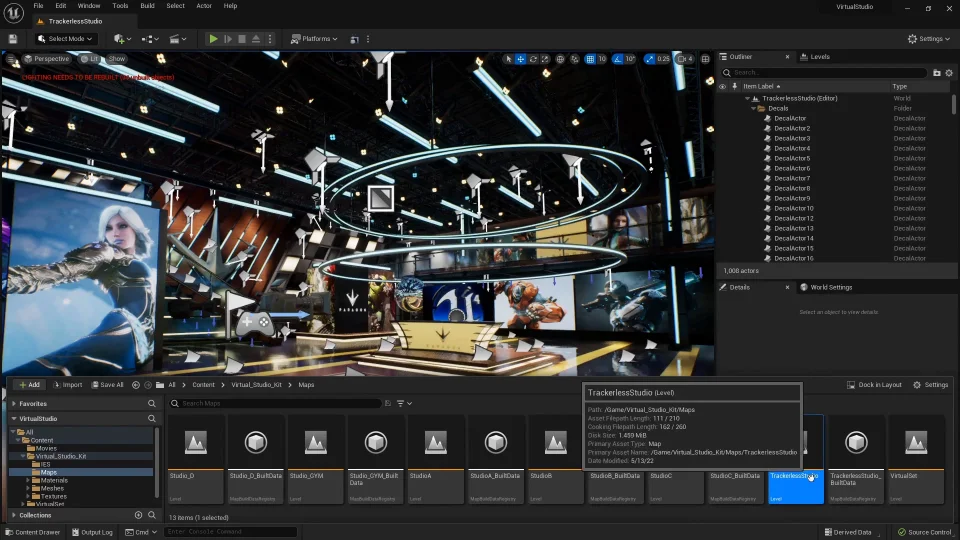 File Edit Window Tools Build Select Actor Help
VirtualStudio
TrackerlessStudio
Select Mode
Platforms
Settings
Perspective Lit Show
10 10° 0.25 4
LIGHTING NEEDS TO BE REBUILT
PARAGON
Outliner Levels
Search...
Item Label Type
TrackerlessStudio (Editor) World
Decals Folder
DecalActor DecalActor
DecalActor2 DecalActor
DecalActor3 DecalActor
DecalActor4 DecalActor
DecalActor5 DecalActor
DecalActor6 DecalActor
DecalActor7 DecalActor
DecalActor8 DecalActor
DecalActor9 DecalActor
DecalActor10 DecalActor
DecalActor12 DecalActor
DecalActor13 DecalActor
DecalActor14 DecalActor
DecalActor15 DecalActor
DecalActor16 DecalActor
1,008 actors
Details World Settings
Select an object to view details.
Add Import Save All All Content Virtual_Studio_Kit Maps
Dock in Layout Settings
Favorites
VirtualStudio
All
Content
Movies
Virtual_Studio_Kit
IES
Maps
Materials
Meshes
Textures
VirtualSet
Collections
Search Maps
TrackerlessStudio (Level)
Path: /Game/Virtual_Studio_Kit/Maps
Asset Filepath Length: 111 / 210
Cooking Filepath Length: 162 / 260
Disk Size: 1.459 MiB
Primary Asset Type: Map
Primary Asset Name: /Game/Virtual_Studio_Kit/Maps/TrackerlessStudio
Date Modified: 5/13/22
Studio_D
Level
Studio_D_BuiltData
MapBuildDataRegistry
Studio_GYM
Level
Studio_GYM_Built
Data
MapBuildDataRegistry
StudioA
Level
StudioA_BuiltData
MapBuildDataRegistry
StudioB
Level
StudioB_BuiltData
MapBuildDataRegistry
StudioC
Level
StudioC_BuiltData
MapBuildDataRegistry
TrackerlessStudio
Level
TrackerlessStudio_
BuiltData
MapBuildDataRegistry
VirtualSet
Level
13 items (1 selected)
Content Drawer Output Log Cmd Enter Console Command
Derived Data Source Control